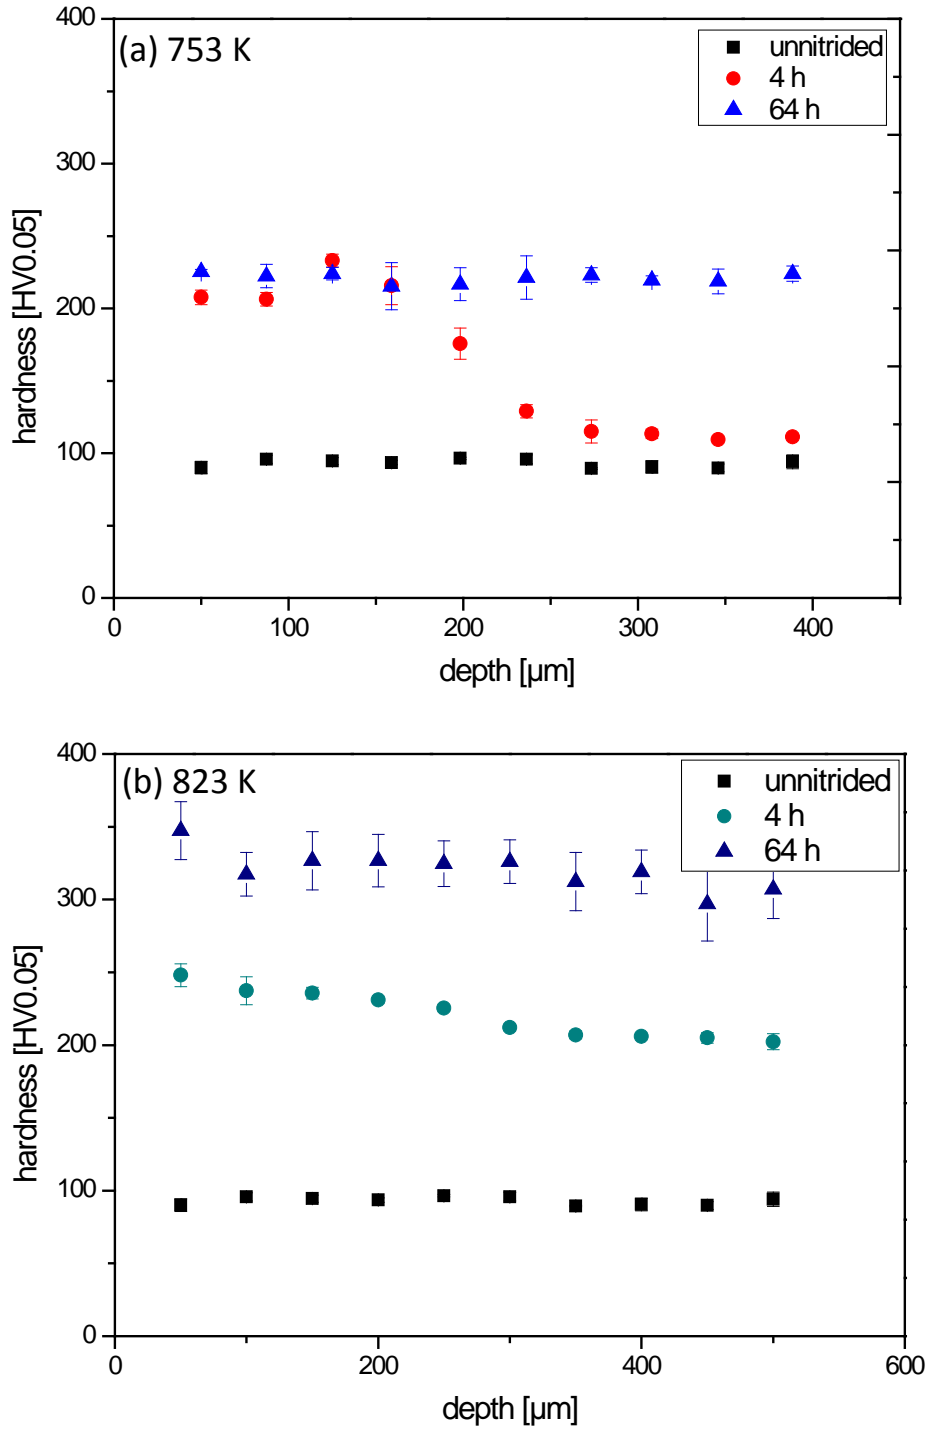 (a) 753 K
unnitrided
4 h
64 h
400
300
200
100
0
hardness [HV0.05]
0 100 200 300 400
depth [µm]
(b) 823 K
unnitrided
4 h
64 h
400
300
200
100
0
hardness [HV0.05]
0 200 400 600
depth [µm]